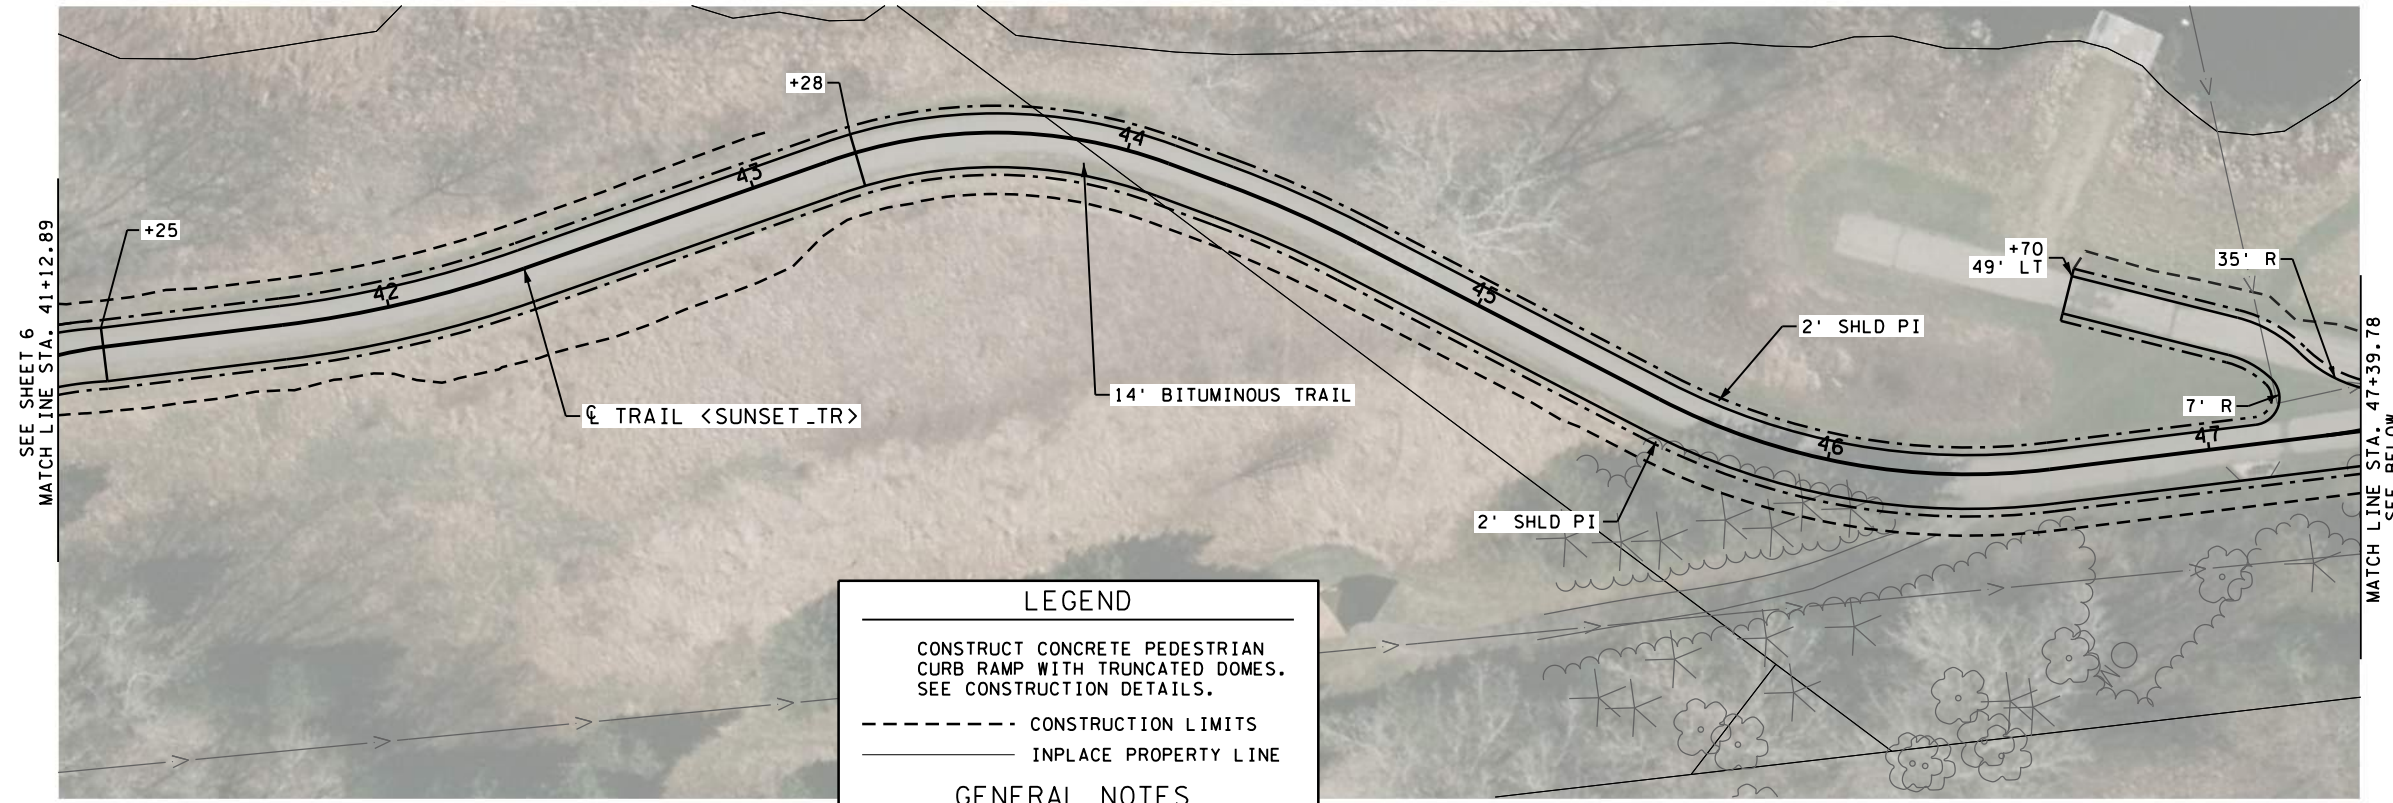 SEE SHEET 6
MATCH LINE STA. 41+12.89
+25
42
43
+28
44
45
46
47
℄ TRAIL <SUNSET_TR>
14' BITUMINOUS TRAIL
2' SHLD PI
2' SHLD PI
+70
49' LT
35' R
7' R
MATCH LINE STA. 47+39.78
SEE BELOW
LEGEND
CONSTRUCT CONCRETE PEDESTRIAN
CURB RAMP WITH TRUNCATED DOMES.
SEE CONSTRUCTION DETAILS.
CONSTRUCTION LIMITS
INPLACE PROPERTY LINE
GENERAL NOTES